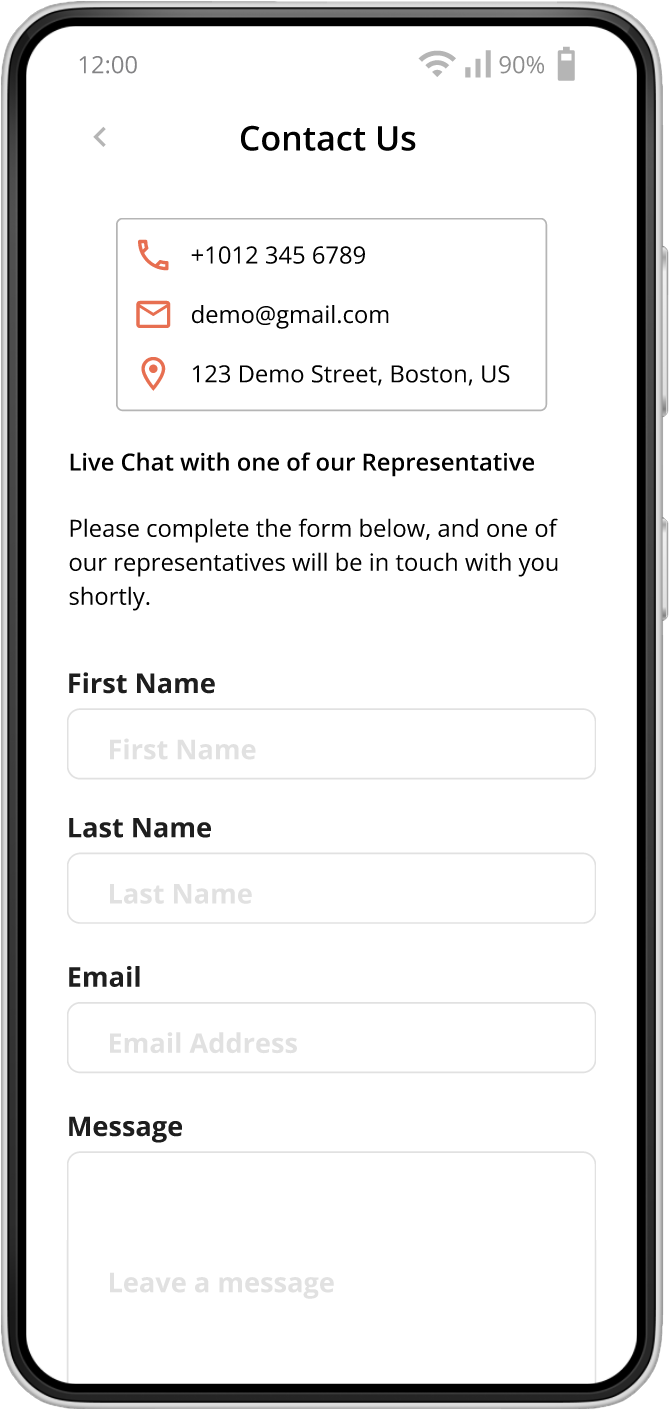 12:00 90%
Contact Us
+1012 345 6789
demo@gmail.com
123 Demo Street, Boston, US
Live Chat with one of our Representative
Please complete the form below, and one of
our representatives will be in touch with you
shortly.
First Name
First Name
Last Name
Last Name
Email
Email Address
Message
Leave a message